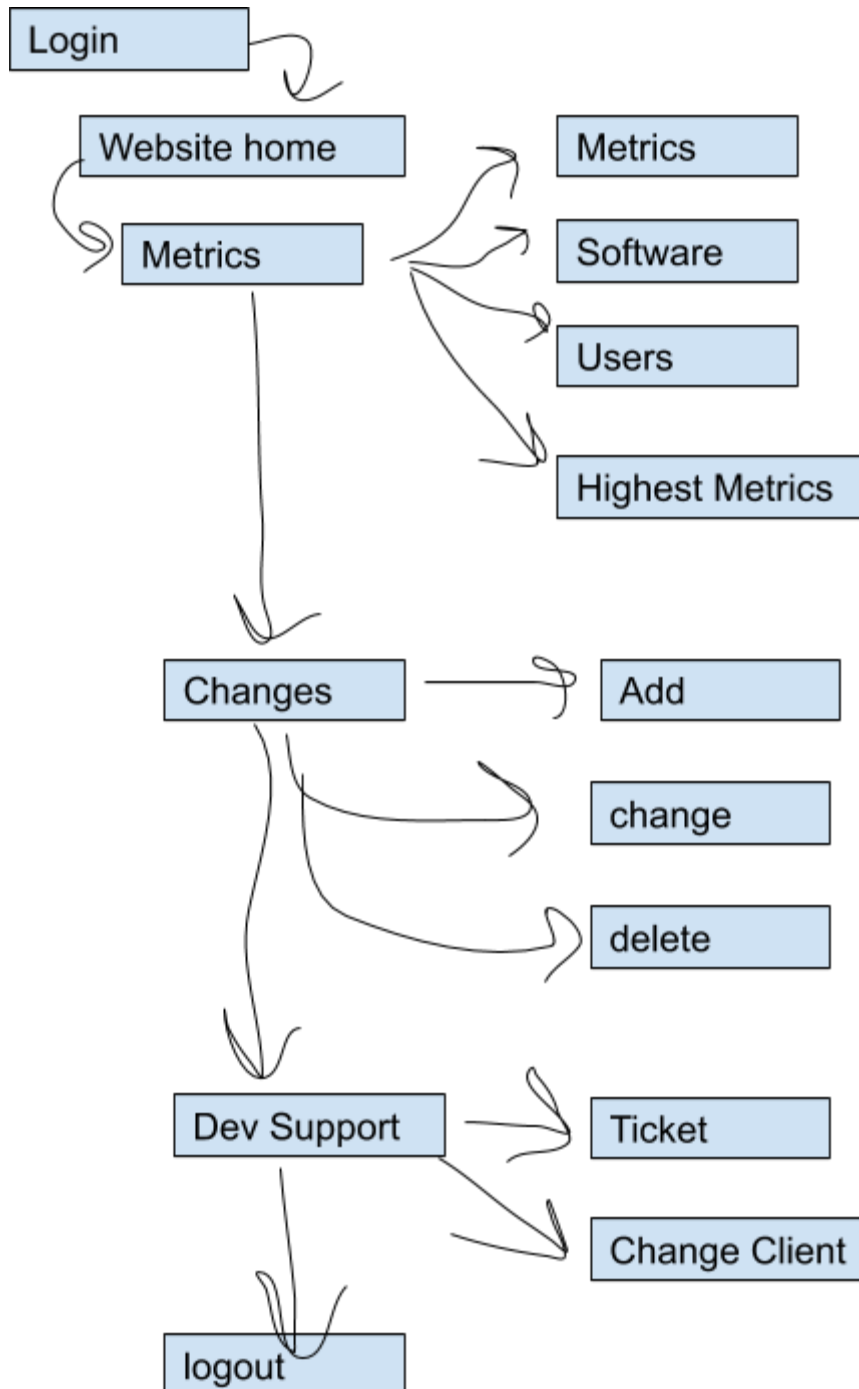 Login
Website home
Metrics
Metrics
Software
Users
Highest Metrics
Changes
Add
change
delete
Dev Support
Ticket
Change Client
logout